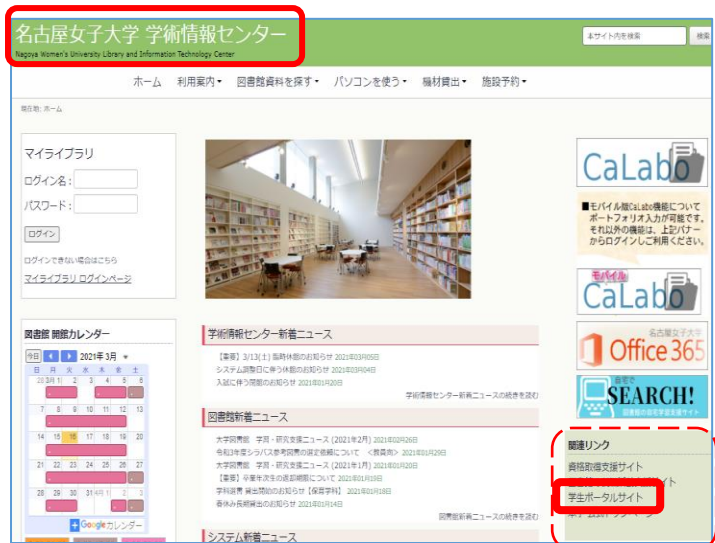 名古屋女子大学 学術情報センター
Nagoya Women's University Library and Information Technology Center
本サイト内を検索
検索
ホーム 利用案内▾ 図書館資料を探す▾ パソコンを使う▾ 機材貸出▾ 施設予約▾
現在地: ホーム
マイライブラリ
ログイン名:
パスワード:
ログイン
ログインできない場合はこちら
マイライブラリ ログインページ
CaLabo
■モバイル版CaLabo機能について
ポートフォリオ入力が可能です。
それ以外の機能は、上記バナー
からログインしご利用ください。
モバイル
CaLabo
名古屋女子大学
Office 365
自宅で
SEARCH!
図書館の在宅学習支援サイト
図書館 開館カレンダー
今日 2021年 3月
日 月 火 水 木 金 土
28 3月 1 2 3 4 5 6
7 8 9 10 11 12 13
14 15 16 17 18 19 20
21 22 23 24 25 26 27
28 29 30 31 4月 1 2 3
Googleカレンダー
学術情報センター新着ニュース
【重要】3/13(土) 臨時休館のお知らせ 2021年03月05日
システム調整日に伴う休館のお知らせ 2021年03月04日
入試に伴う閉館のお知らせ 2021年01月20日
学術情報センター新着ニュースの続きを読む
図書館新着ニュース
大学図書館 学習・研究支援ニュース (2021年2月) 2021年02月26日
令和3年度シラバス参考図書の選定依頼について <教員向> 2021年01月29日
大学図書館 学習・研究支援ニュース (2021年1月) 2021年01月20日
【重要】卒業年次生の返却期限について 2021年01月19日
学科選書 貸出開始のお知らせ【保育学科】 2021年01月18日
春休み長期貸出のお知らせ 2021年01月14日
図書館新着ニュースの続きを読む
システム新着ニュース
関連リンク
資格取得支援サイト
サイト
学生ポータルサイト